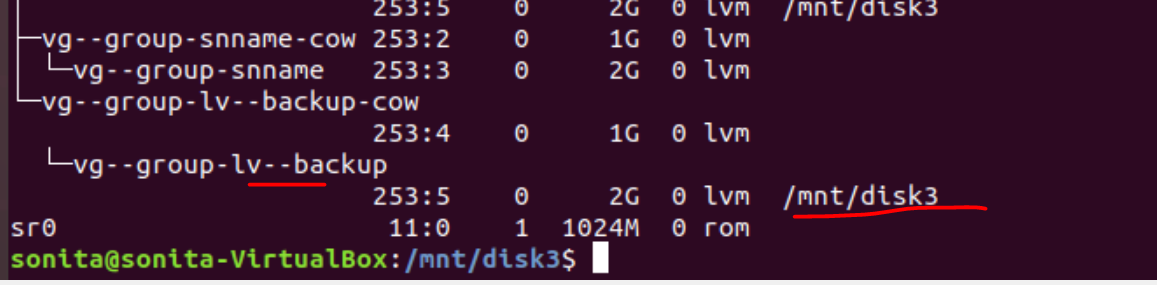 253:5 0 2G 0 lvm /mnt/disk3
├─vg--group-snname-cow 253:2 0 1G 0 lvm
│ └─vg--group-snname 253:3 0 2G 0 lvm
└─vg--group-lv--backup-cow
253:4 0 1G 0 lvm
└─vg--group-lv--backup
253:5 0 2G 0 lvm /mnt/disk3
sr0 11:0 1 1024M 0 rom
sonita@sonita-VirtualBox:/mnt/disk3$